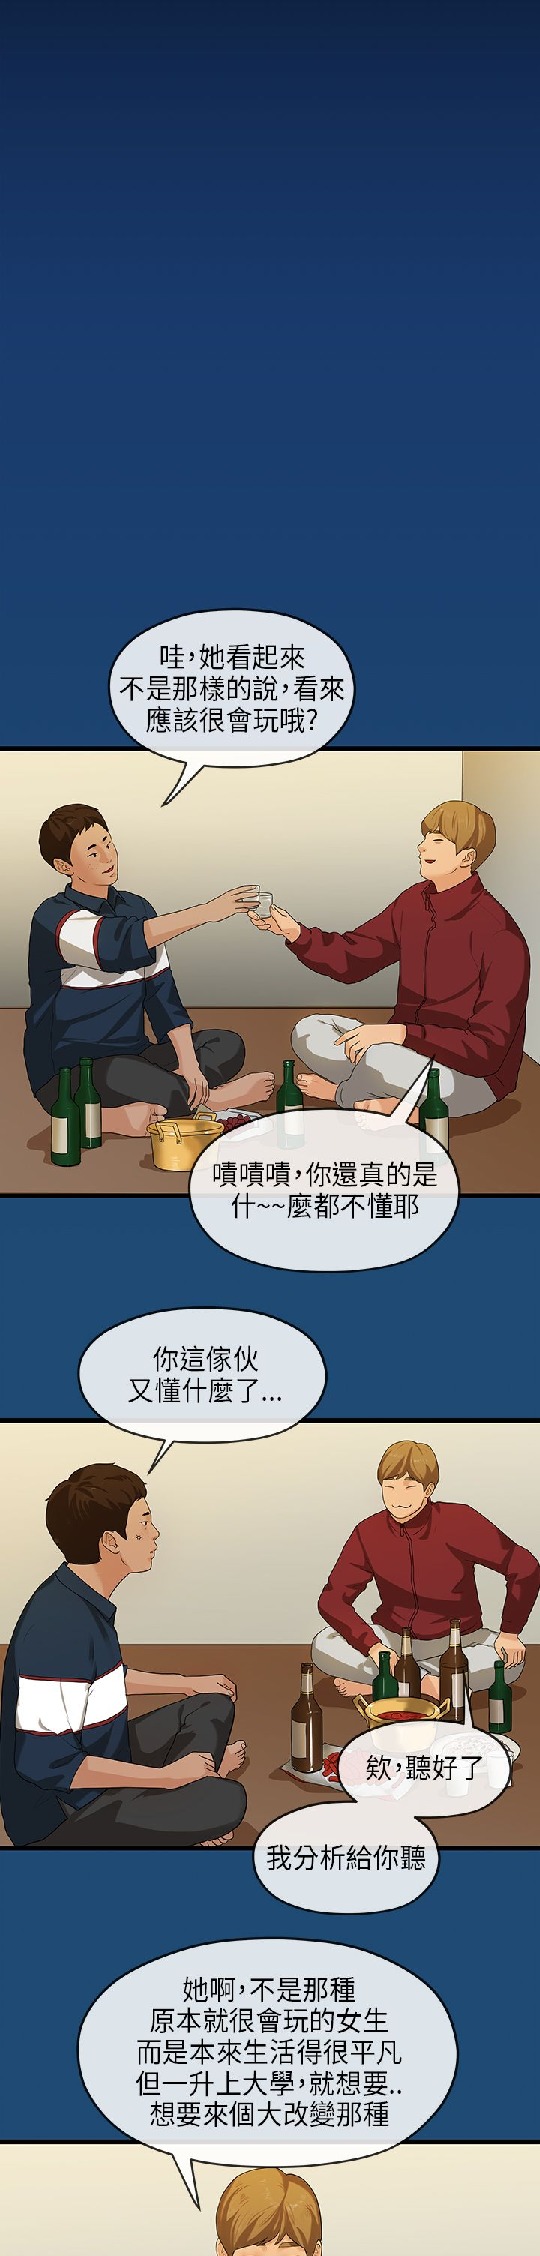 哇，她看起來
不是那樣的說，看來
應該很會玩哦?
嘖嘖嘖，你還真的是
什~~麼都不懂耶
你這傢伙
又懂什麼了...
欸，聽好了
我分析給你聽
她啊，不是那種
原本就很會玩的女生
而是本來生活得很平凡
但一升上大學，就想要..
想要來個大改變那種